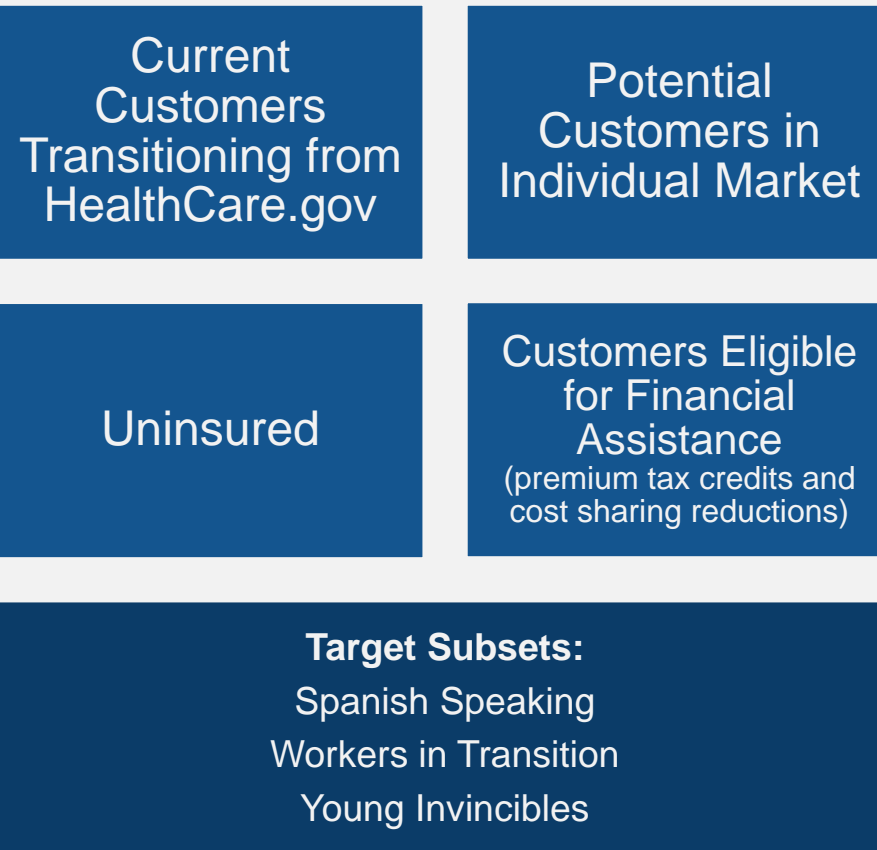 Current
Customers
Transitioning from
HealthCare.gov
Potential
Customers in
Individual Market
Uninsured
Customers Eligible
for Financial
Assistance
(premium tax credits and
cost sharing reductions)
Target Subsets:
Spanish Speaking
Workers in Transition
Young Invincibles